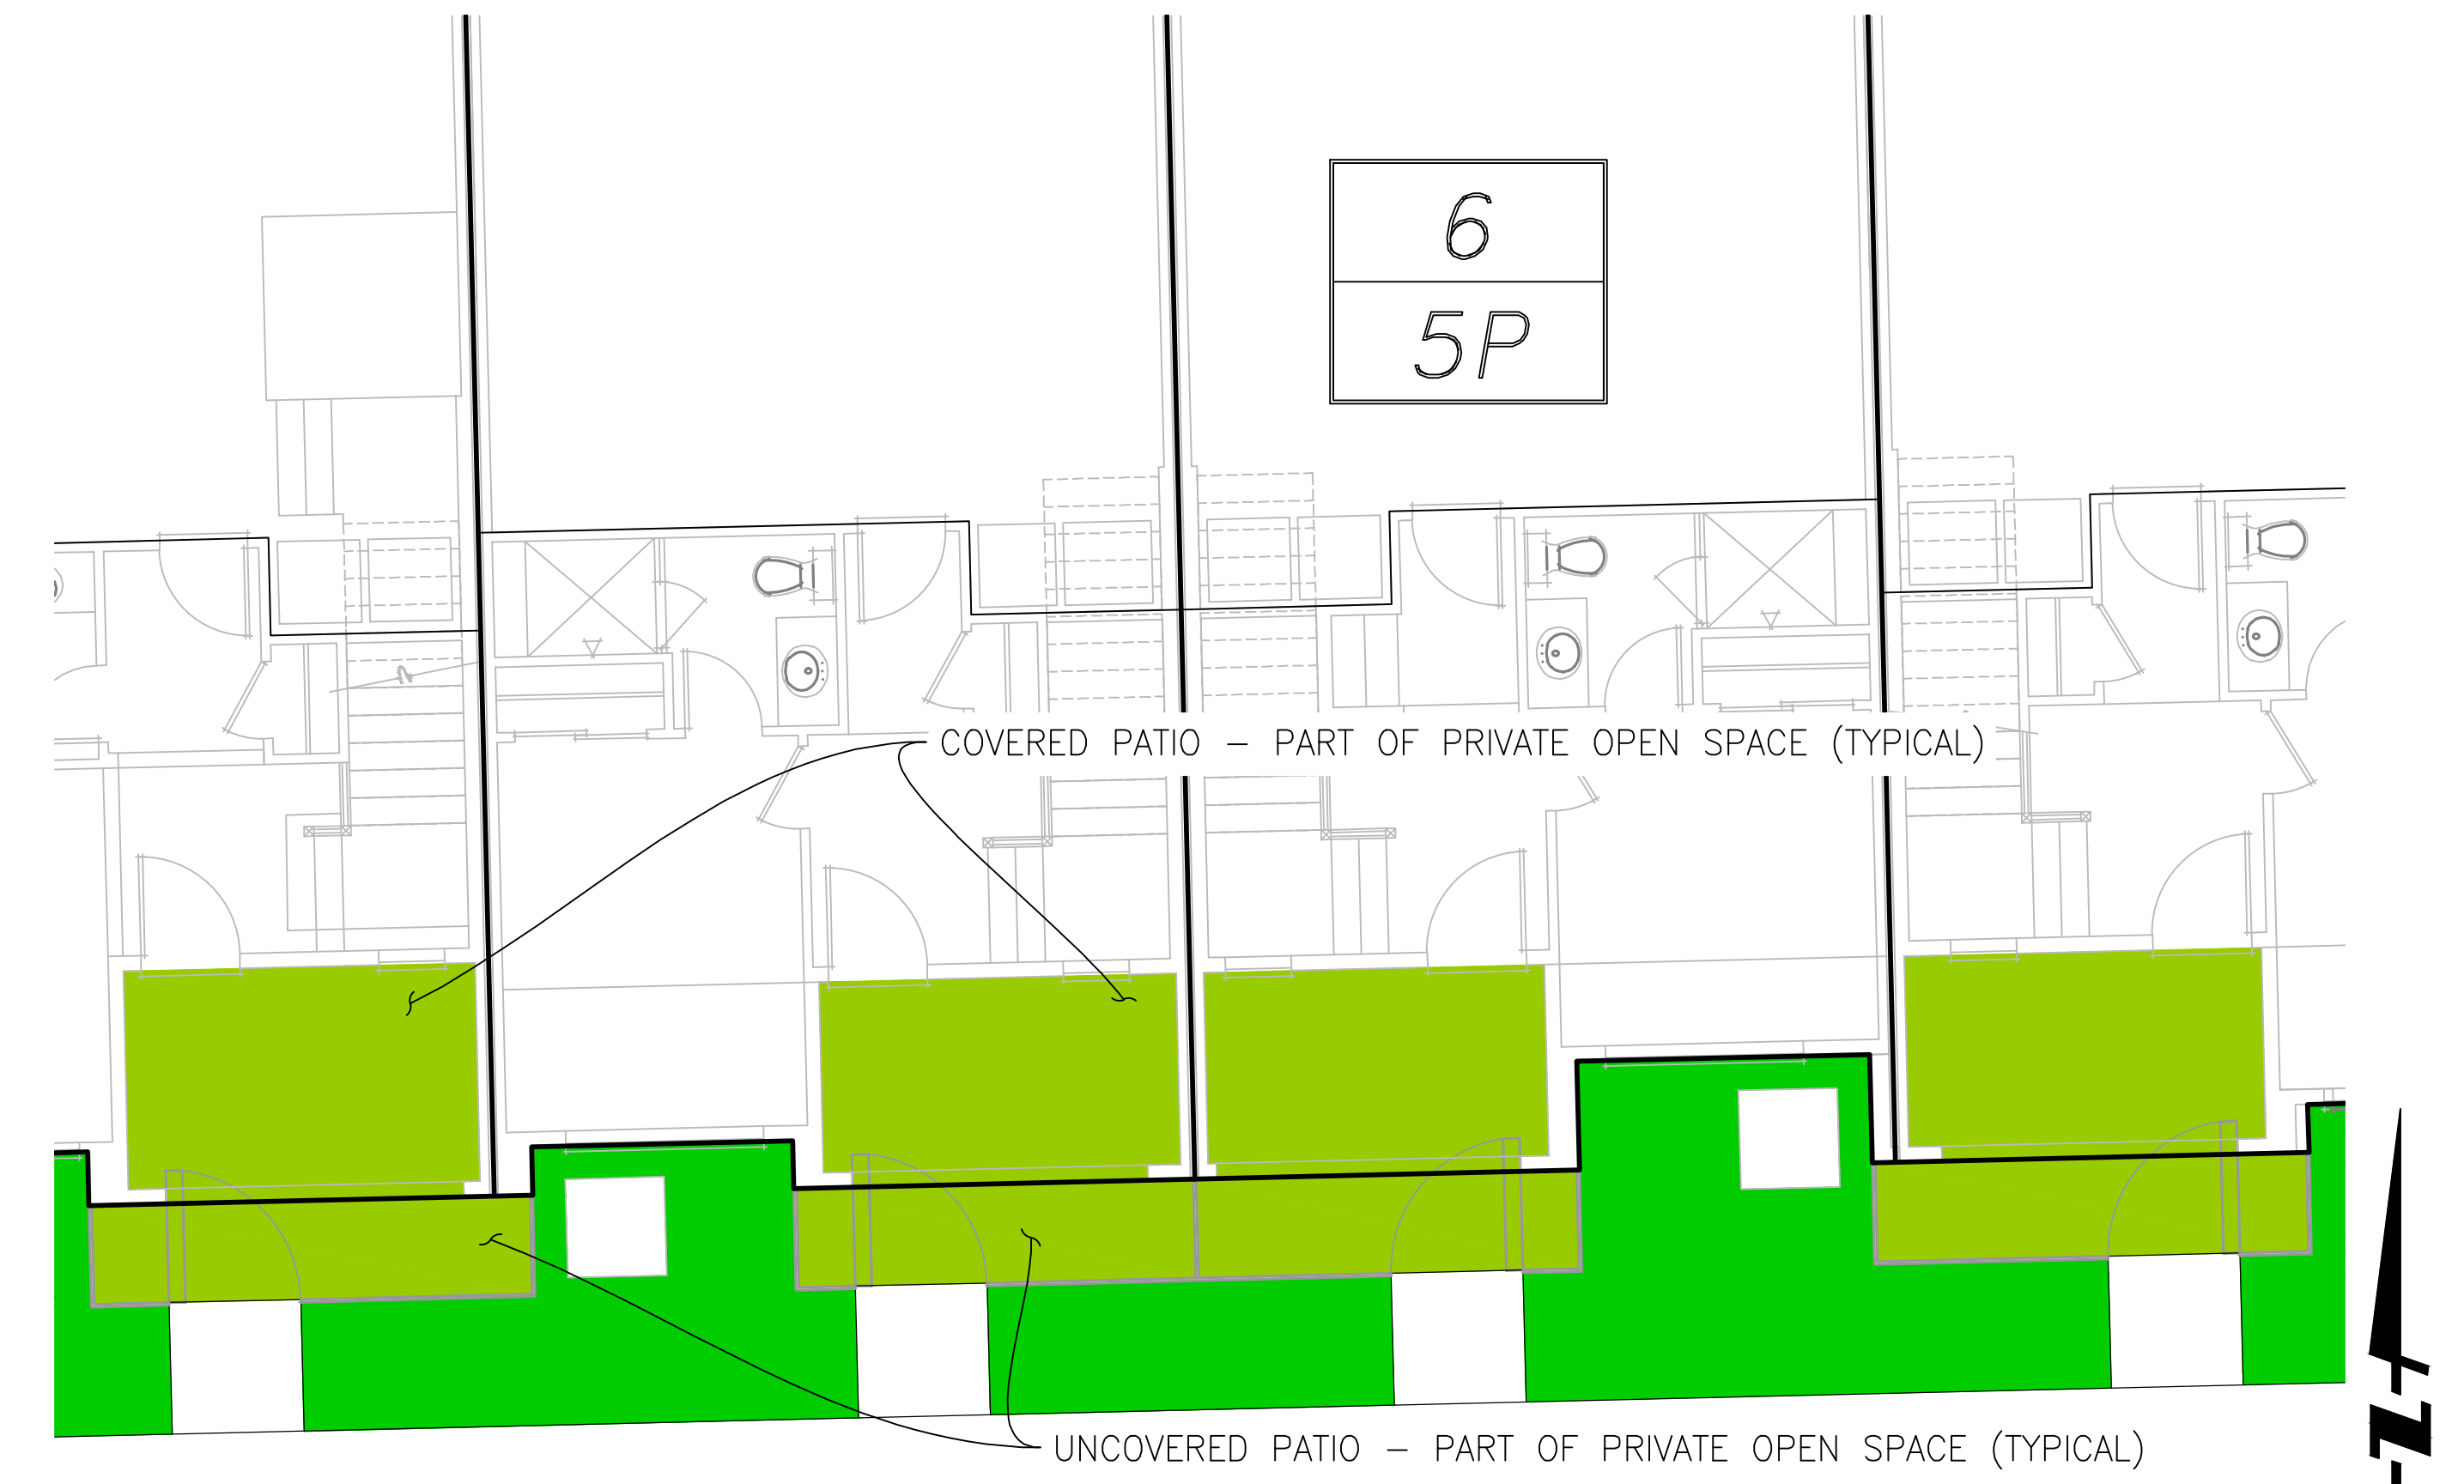 6
5P
COVERED PATIO - PART OF PRIVATE OPEN SPACE (TYPICAL)
UNCOVERED PATIO - PART OF PRIVATE OPEN SPACE (TYPICAL)